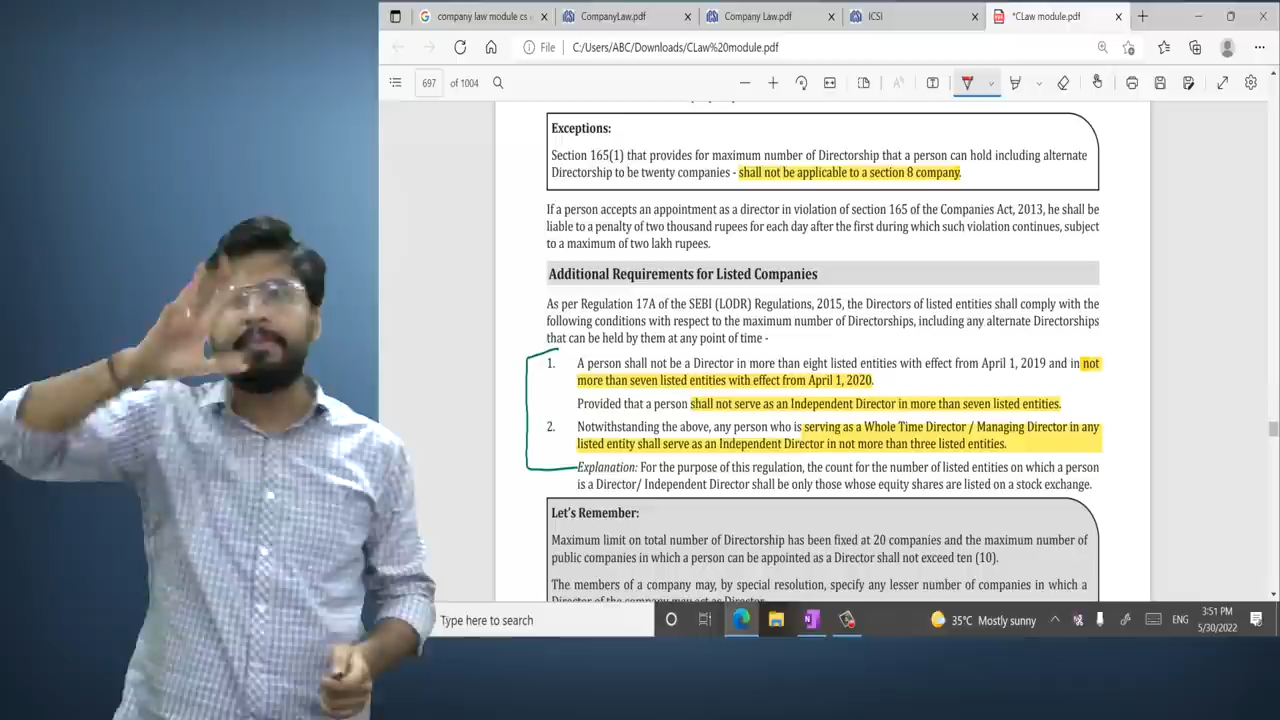 company law module cs
CompanyLaw.pdf
Company Law.pdf
ICSI
*CLaw module.pdf
File
C:/Users/ABC/Downloads/CLaw%20module.pdf
697 of 1004
Exceptions:
Section 165(1) that provides for maximum number of Directorship that a person can hold including alternate
Directorship to be twenty companies - shall not be applicable to a section 8 company.
If a person accepts an appointment as a director in violation of section 165 of the Companies Act, 2013, he shall be
liable to a penalty of two thousand rupees for each day after the first during which such violation continues, subject
to a maximum of two lakh rupees.
Additional Requirements for Listed Companies
As per Regulation 17A of the SEBI (LODR) Regulations, 2015, the Directors of listed entities shall comply with the
following conditions with respect to the maximum number of Directorships, including any alternate Directorships
that can be held by them at any point of time -
1. A person shall not be a Director in more than eight listed entities with effect from April 1, 2019 and in not
more than seven listed entities with effect from April 1, 2020.
Provided that a person shall not serve as an Independent Director in more than seven listed entities.
2. Notwithstanding the above, any person who is serving as a Whole Time Director / Managing Director in any
listed entity shall serve as an Independent Director in not more than three listed entities.
Explanation: For the purpose of this regulation, the count for the number of listed entities on which a person
is a Director/ Independent Director shall be only those whose equity shares are listed on a stock exchange.
Let's Remember:
Maximum limit on total number of Directorship has been fixed at 20 companies and the maximum number of
public companies in which a person can be appointed as a Director shall not exceed ten (10).
The members of a company may, by special resolution, specify any lesser number of companies in which a
Director of the company may act as Director.
Type here to search
35°C Mostly sunny
ENG
3:51 PM
5/30/2022